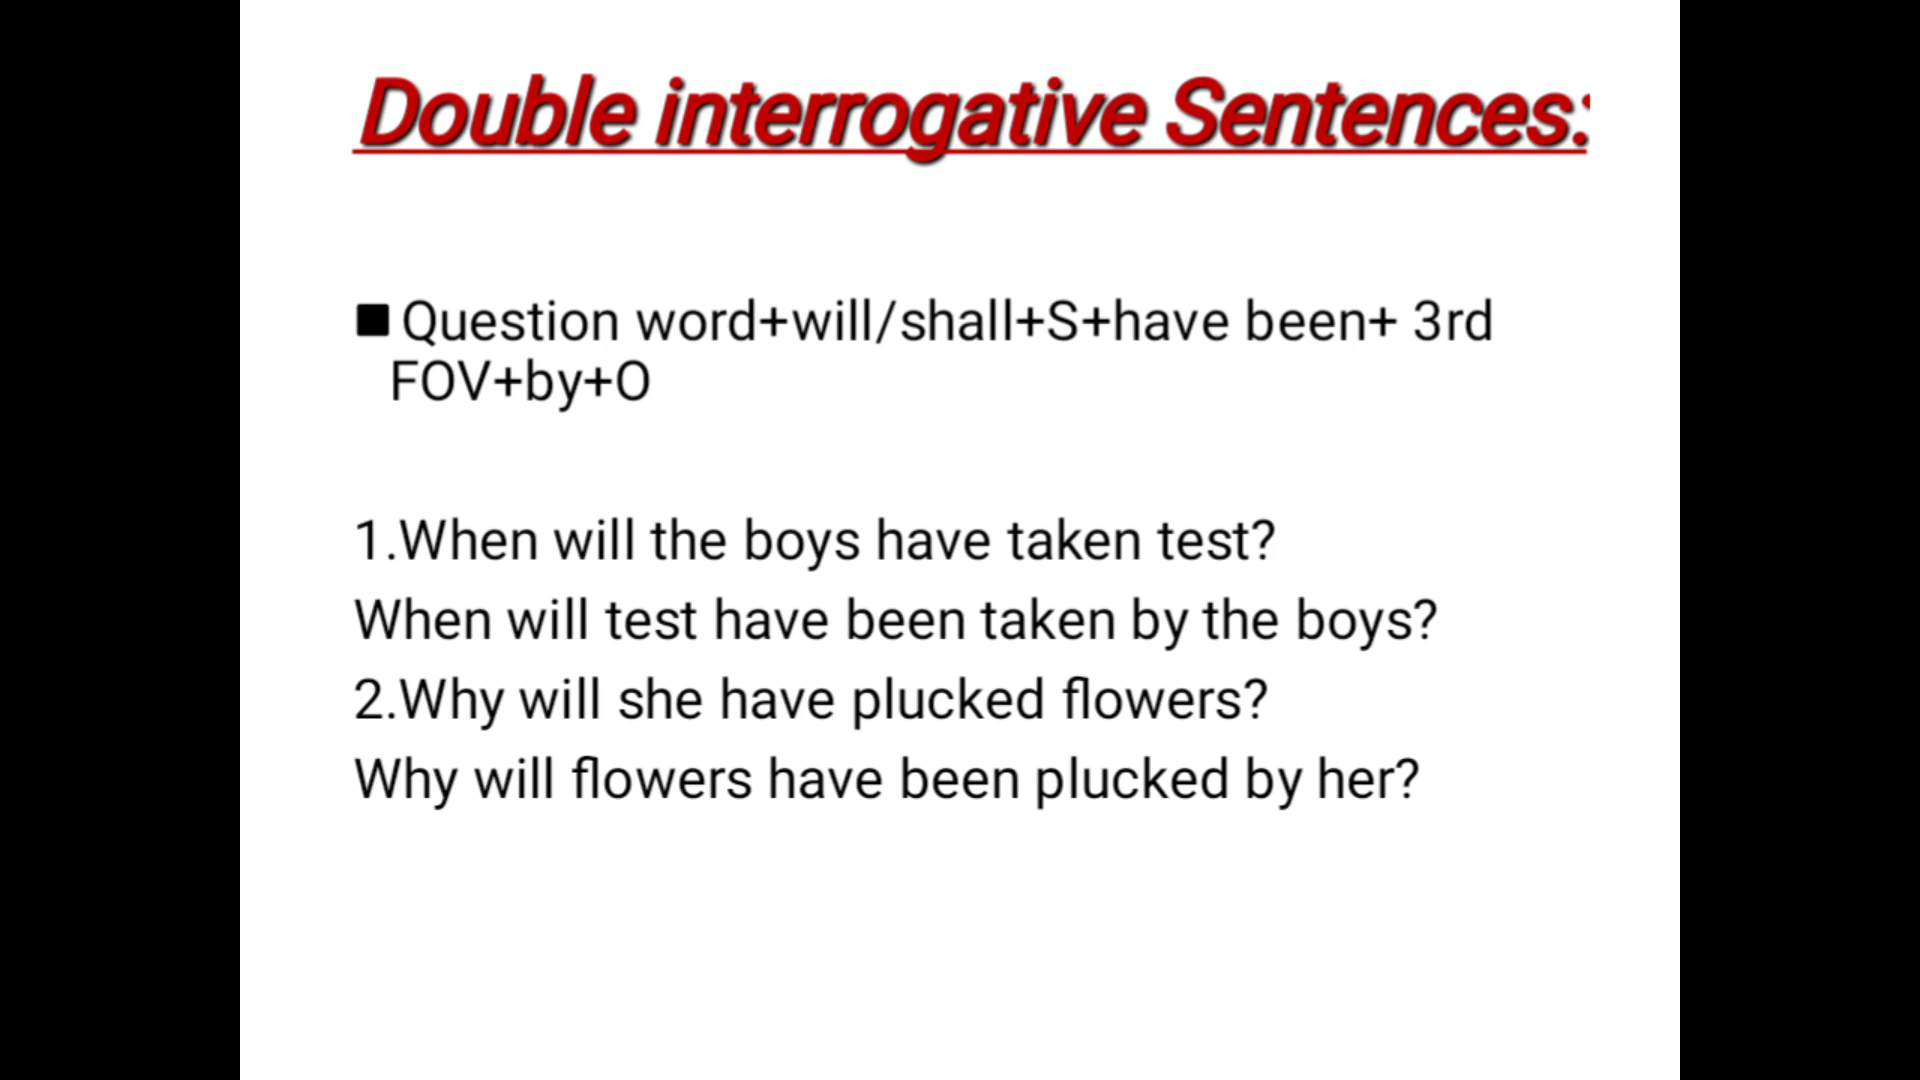 Double interrogative Sentences:
■ Question word+will/shall+S+have been+ 3rd
FOV+by+O
1.When will the boys have taken test?
When will test have been taken by the boys?
2.Why will she have plucked flowers?
Why will flowers have been plucked by her?